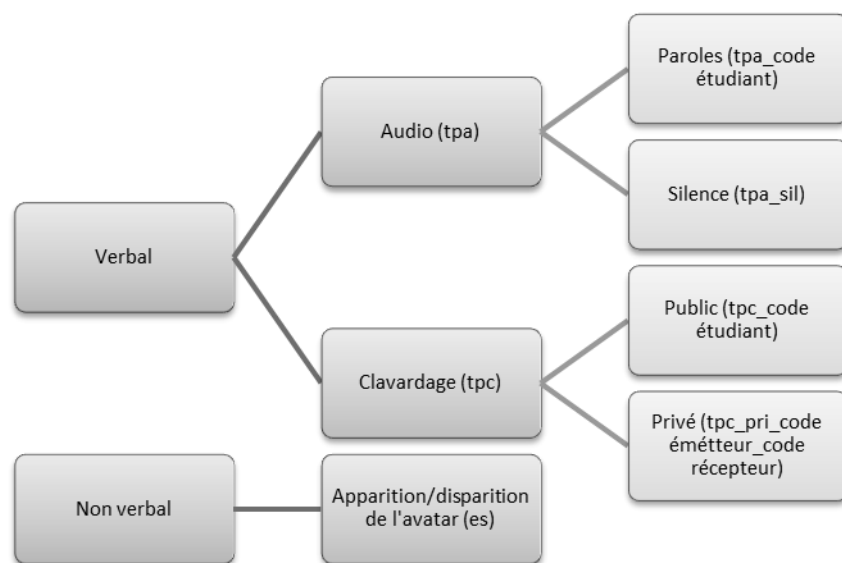 Verbal
Audio (tpa)
Paroles (tpa_code
étudiant)
Silence (tpa_sil)
Clavardage (tpc)
Public (tpc_code
étudiant)
Privé (tpc_pri_code
émétteur_code
récepteur)
Non verbal
Apparition/disparition
de l'avatar (es)